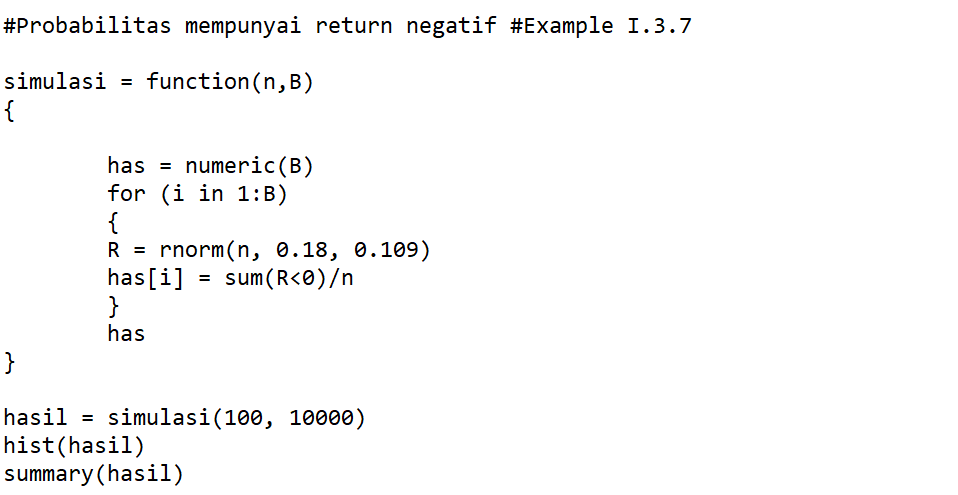 #Probabilitas mempunyai return negatif #Example I.3.7
simulasi = function(n,B)
{
has = numeric(B)
for (i in 1:B)
{
R = rnorm(n, 0.18, 0.109)
has[i] = sum(R<0)/n
}
has
}
hasil = simulasi(100, 10000)
hist(hasil)
summary(hasil)